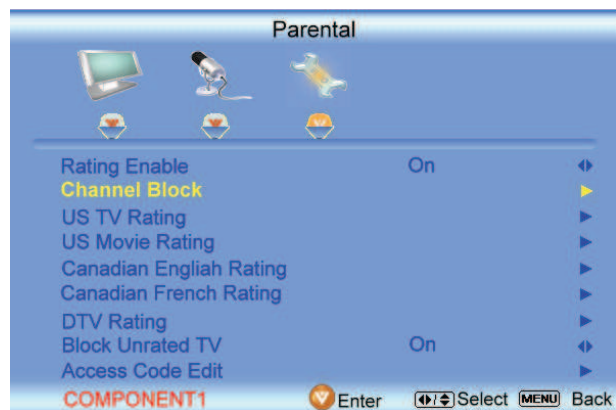 Parental
Rating Enable On
Channel Block
US TV Rating
US Movie Rating
Canadian Engliah Rating
Canadian French Rating
DTV Rating
Block Unrated TV On
Access Code Edit
COMPONENT1 Enter Select MENU Back